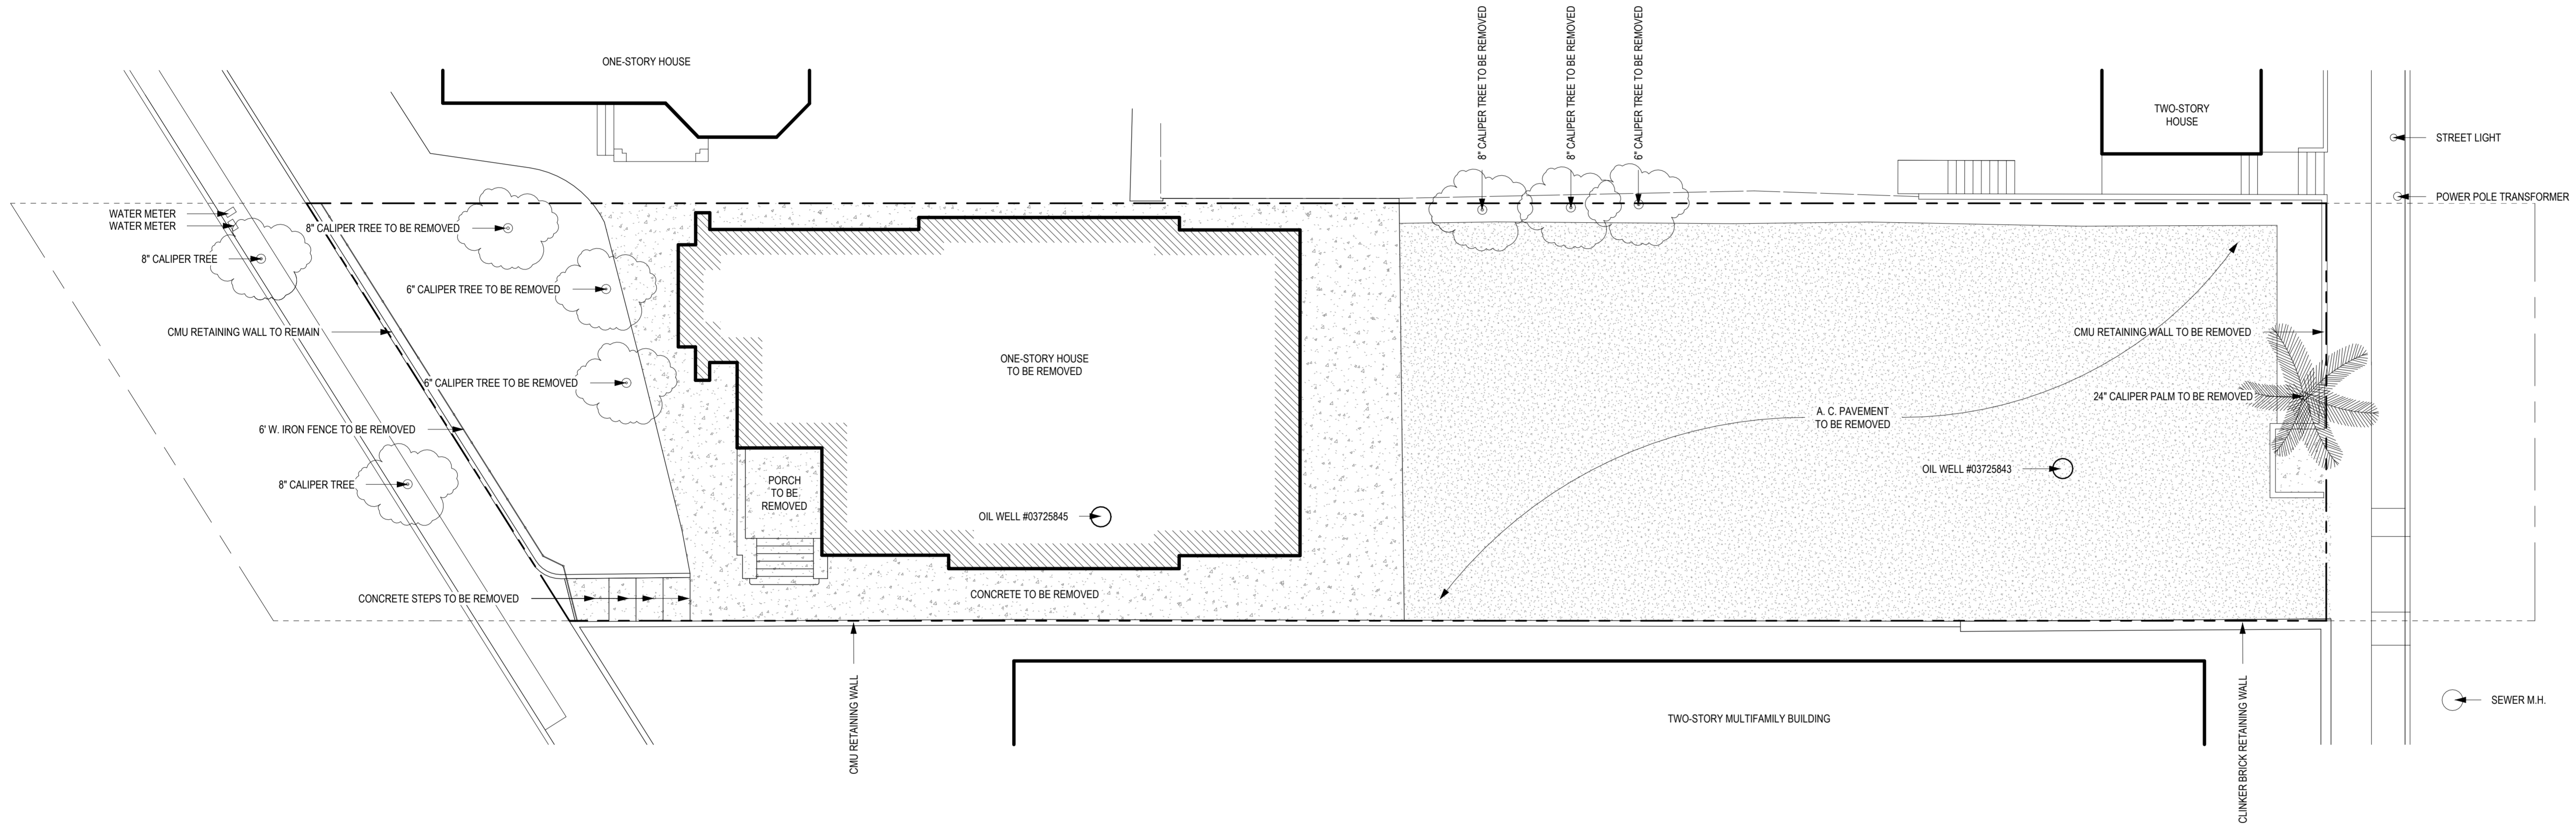 8" CALIPER TREE TO BE REMOVED
8" CALIPER TREE TO BE REMOVED
6" CALIPER TREE TO BE REMOVED
ONE-STORY HOUSE
TWO-STORY
HOUSE
STREET LIGHT
POWER POLE TRANSFORMER
WATER METER
WATER METER
8" CALIPER TREE TO BE REMOVED
8" CALIPER TREE
6" CALIPER TREE TO BE REMOVED
CMU RETAINING WALL TO REMAIN
CMU RETAINING WALL TO BE REMOVED
ONE-STORY HOUSE
TO BE REMOVED
6" CALIPER TREE TO BE REMOVED
24" CALIPER PALM TO BE REMOVED
A. C. PAVEMENT
TO BE REMOVED
6' W. IRON FENCE TO BE REMOVED
OIL WELL #03725843
8" CALIPER TREE
PORCH
TO BE
REMOVED
OIL WELL #03725845
CONCRETE STEPS TO BE REMOVED
CONCRETE TO BE REMOVED
CMU RETAINING WALL
TWO-STORY MULTIFAMILY BUILDING
CLINKER BRICK RETAINING WALL
SEWER M.H.